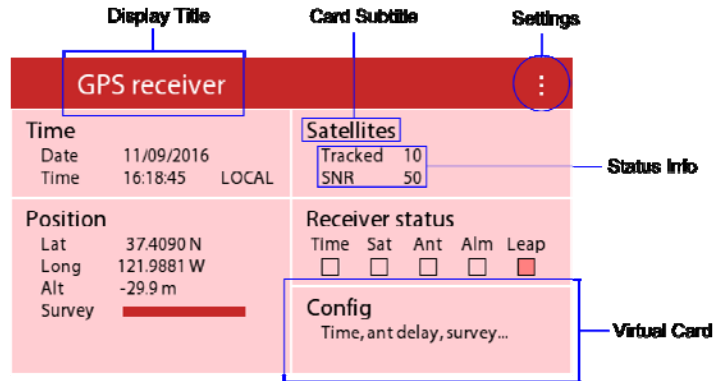 Display Title
Card Subtitle
Settings
GPS receiver
Time
Date 11/09/2016
Time 16:18:45 LOCAL
Satellites
Tracked 10
SNR 50
Status Info
Position
Lat 37.4090 N
Long 121.9881 W
Alt -29.9 m
Survey
Receiver status
Time Sat Ant Alm Leap
Config
Time, ant delay, survey...
Virtual Card